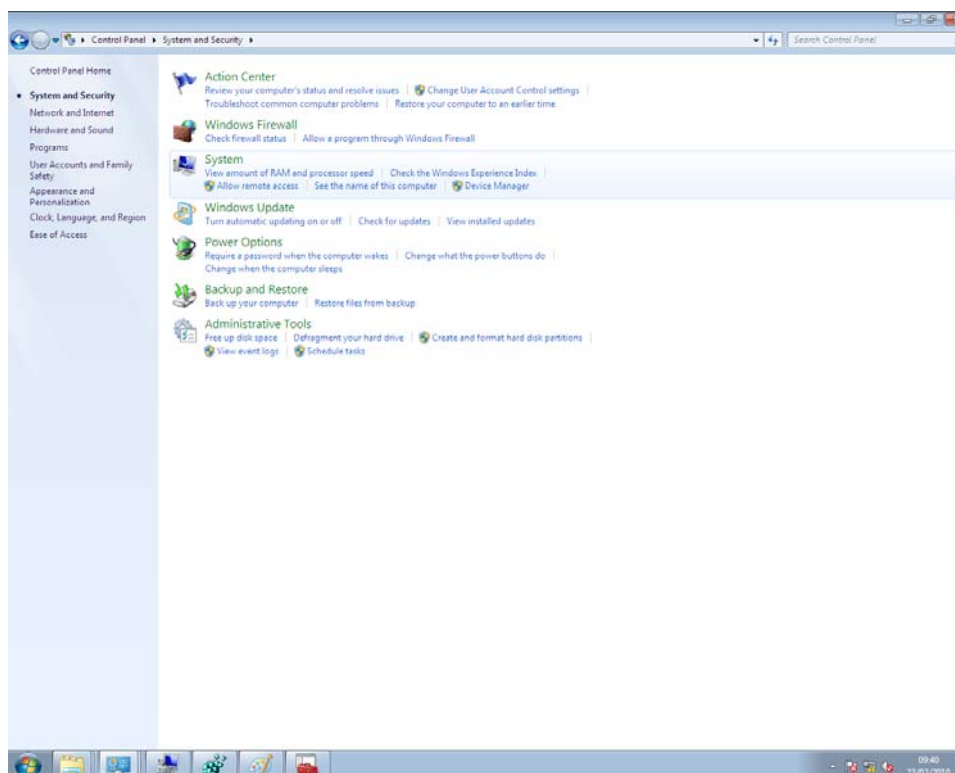 Control Panel ▸ System and Security ▸
Search Control Panel
Control Panel Home
System and Security
Network and Internet
Hardware and Sound
Programs
User Accounts and Family
Safety
Appearance and
Personalization
Clock, Language, and Region
Ease of Access
Action Center
Review your computer's status and resolve issues | Change User Account Control settings |
Troubleshoot common computer problems | Restore your computer to an earlier time
Windows Firewall
Check firewall status | Allow a program through Windows Firewall
System
View amount of RAM and processor speed | Check the Windows Experience Index |
Allow remote access | See the name of this computer | Device Manager
Windows Update
Turn automatic updating on or off | Check for updates | View installed updates
Power Options
Require a password when the computer wakes | Change what the power buttons do |
Change when the computer sleeps
Backup and Restore
Back up your computer | Restore files from backup
Administrative Tools
Free up disk space | Defragment your hard drive | Create and format hard disk partitions |
View event logs | Schedule tasks
09:40